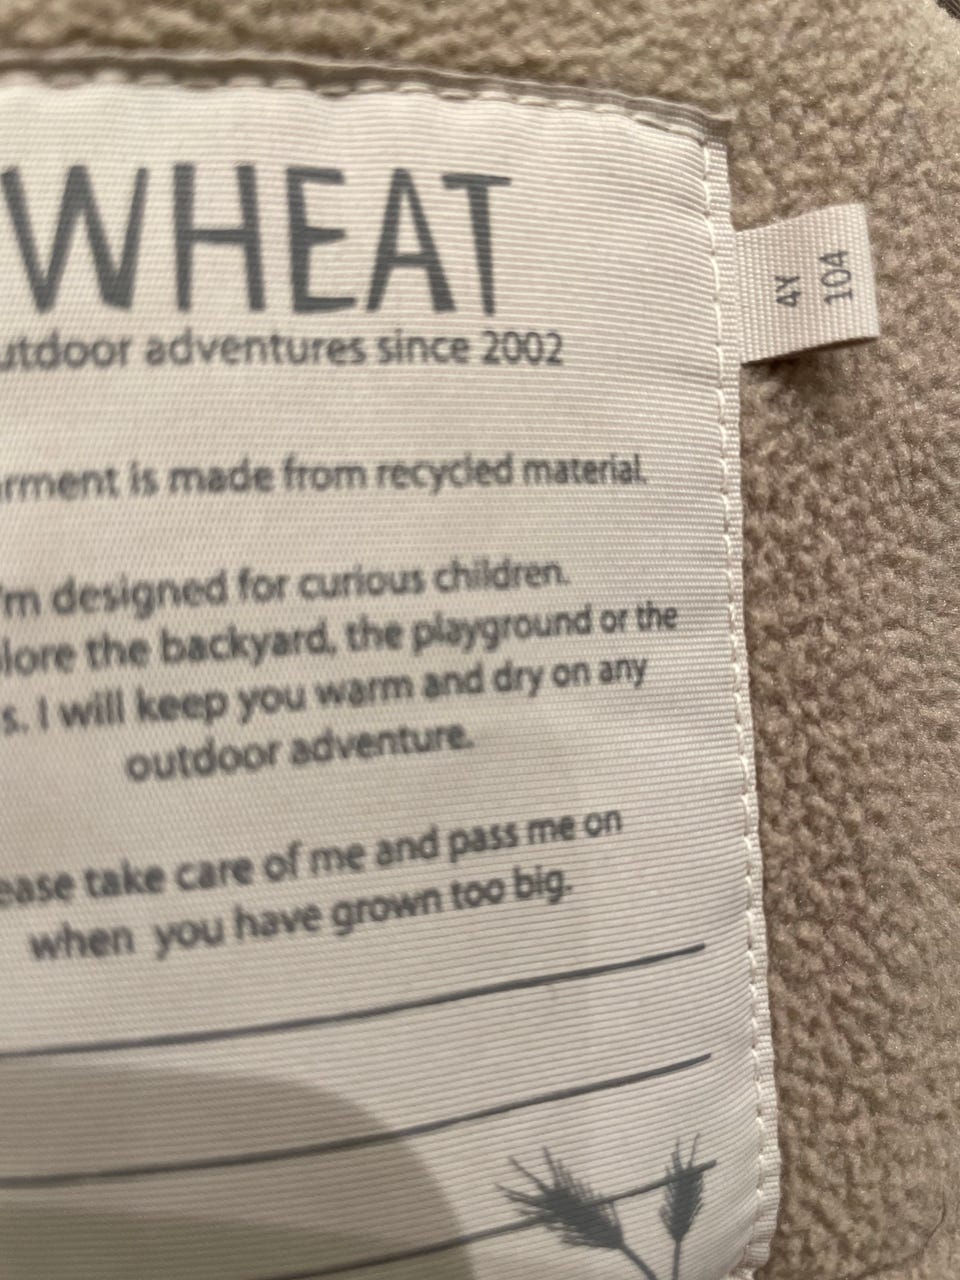 WHEAT
utdoor adventures since 2002
4Y
104
arment is made from recycled material.
I'm designed for curious children.
lore the backyard, the playground or the
s. I will keep you warm and dry on any
outdoor adventure.
ease take care of me and pass me on
when you have grown too big.